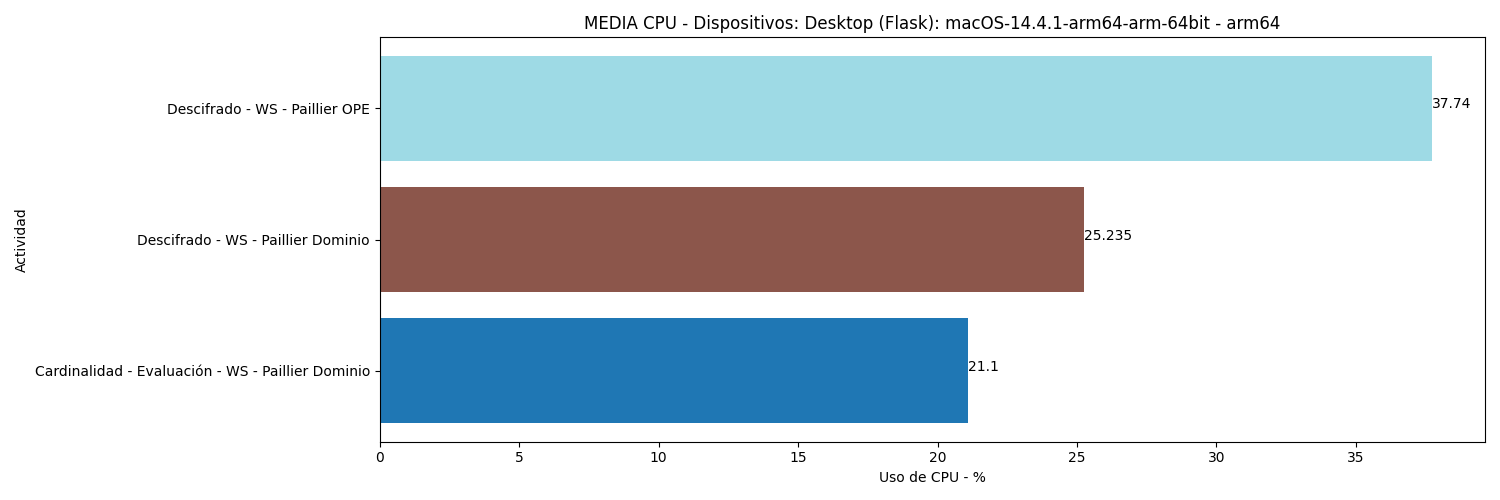 MEDIA CPU - Dispositivos: Desktop (Flask): macOS-14.4.1-arm64-arm-64bit - arm64
Descifrado - WS - Paillier OPE
37.74
Descifrado - WS - Paillier Dominio
25.235
Cardinalidad - Evaluación - WS - Paillier Dominio
21.1
Actividad
0 5 10 15 20 25 30 35
Uso de CPU - %